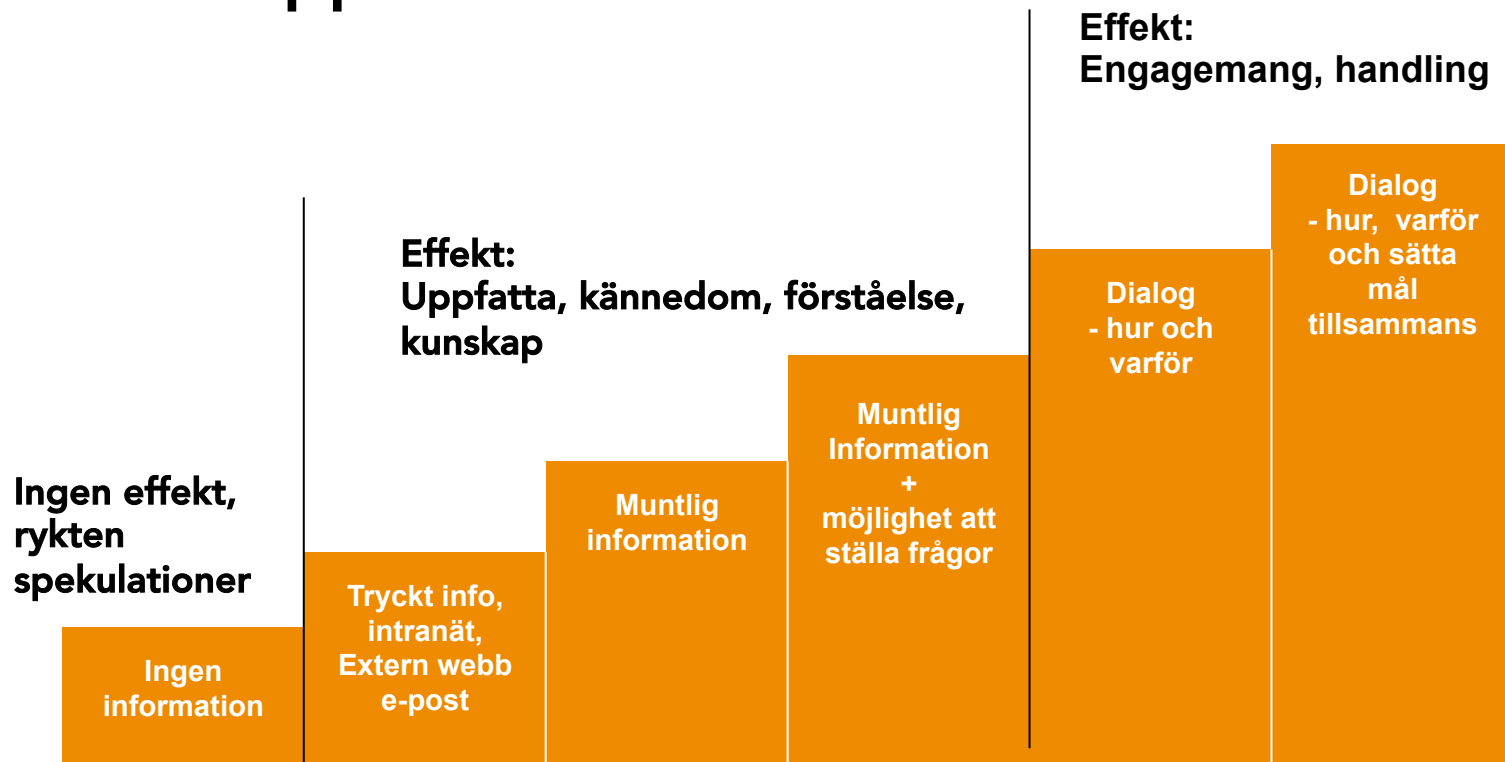 Effekt:
Engagemang, handling
Effekt:
Uppfatta, kännedom, förståelse,
kunskap
Ingen effekt,
rykten
spekulationer
Ingen
information
Tryckt info,
intranät,
Extern webb
e-post
Muntlig
information
Muntlig
Information
+
möjlighet att
ställa frågor
Dialog
- hur och
varför
Dialog
- hur, varför
och sätta
mål
tillsammans